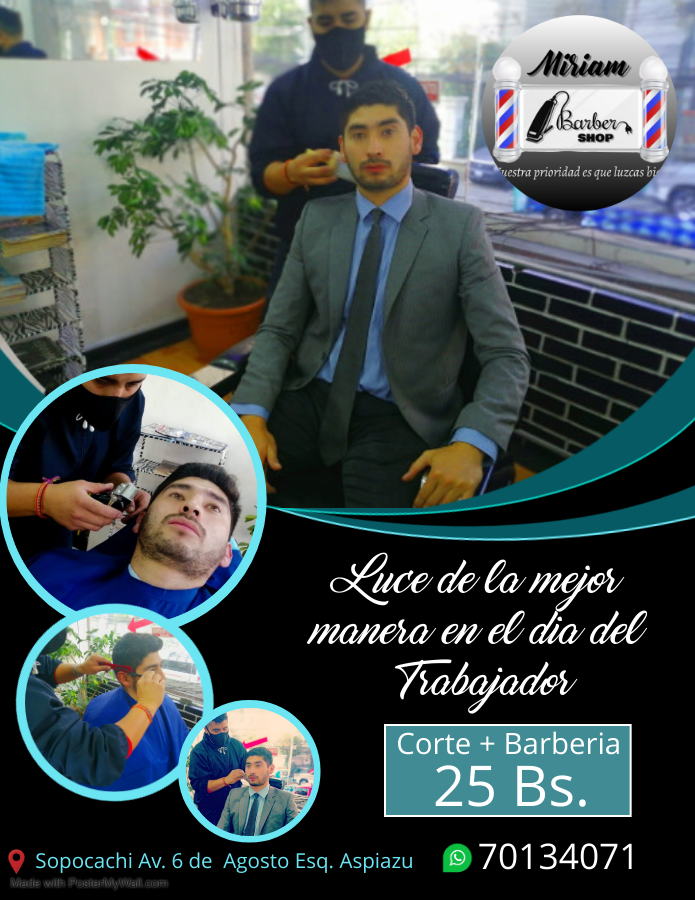 Miriam
Barber
SHOP
uestra prioridad es que luzcas bi
Luce de la mejor
manera en el dia del
Trabajador
Corte + Barberia
25 Bs.
Sopocachi Av. 6 de Agosto Esq. Aspiazu
70134071
Made with PosterMyWall.com